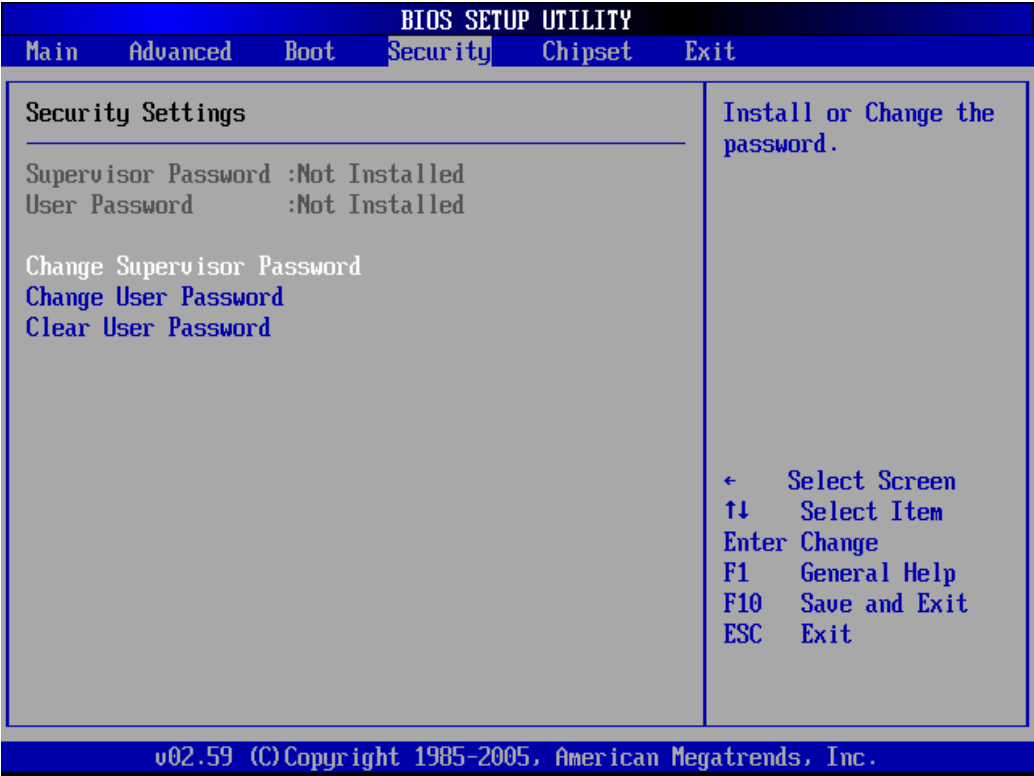 BIOS SETUP UTILITY
Main Advanced Boot Security Chipset Exit
Security Settings
Supervisor Password :Not Installed
User Password :Not Installed
Change Supervisor Password
Change User Password
Clear User Password
Install or Change the
password.
← Select Screen
↑↓ Select Item
Enter Change
F1 General Help
F10 Save and Exit
ESC Exit
v02.59 (C)Copyright 1985-2005, American Megatrends, Inc.